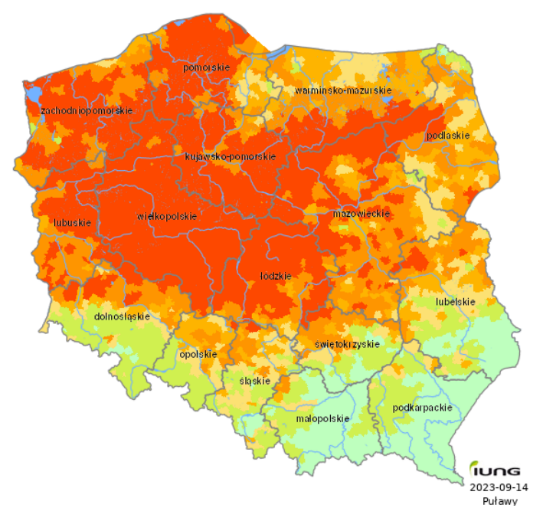 pomorskie
warmińsko-mazurskie
zachodniopomorskie
podlaskie
kujawsko-pomorskie
wielkopolskie
mazowieckie
lubuskie
łódzkie
lubelskie
dolnośląskie
świętokrzyskie
opolskie
śląskie
podkarpackie
małopolskie
IUNG
2023-09-14
Puławy